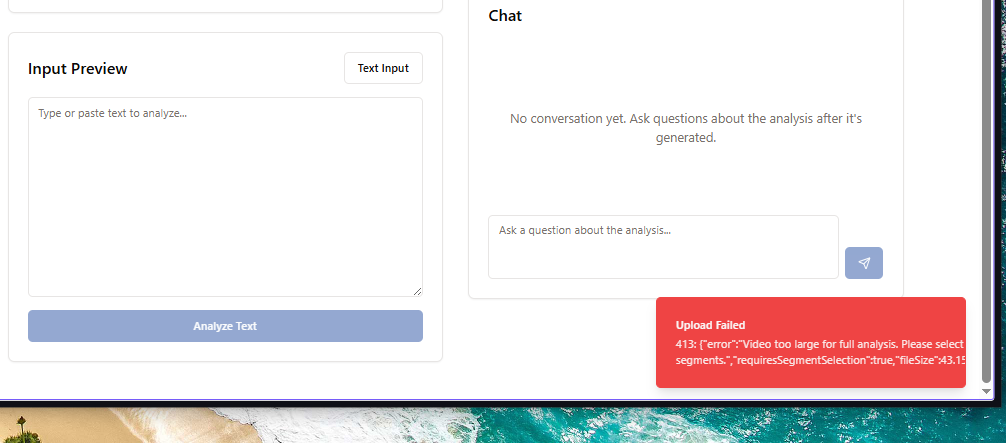 Chat
Input Preview
Text Input
Type or paste text to analyze...
No conversation yet. Ask questions about the analysis after it's
generated.
Ask a question about the analysis...
Analyze Text
Upload Failed
413: {"error":"Video too large for full analysis. Please select
segments.","requiresSegmentSelection":true,"fileSize":43.15